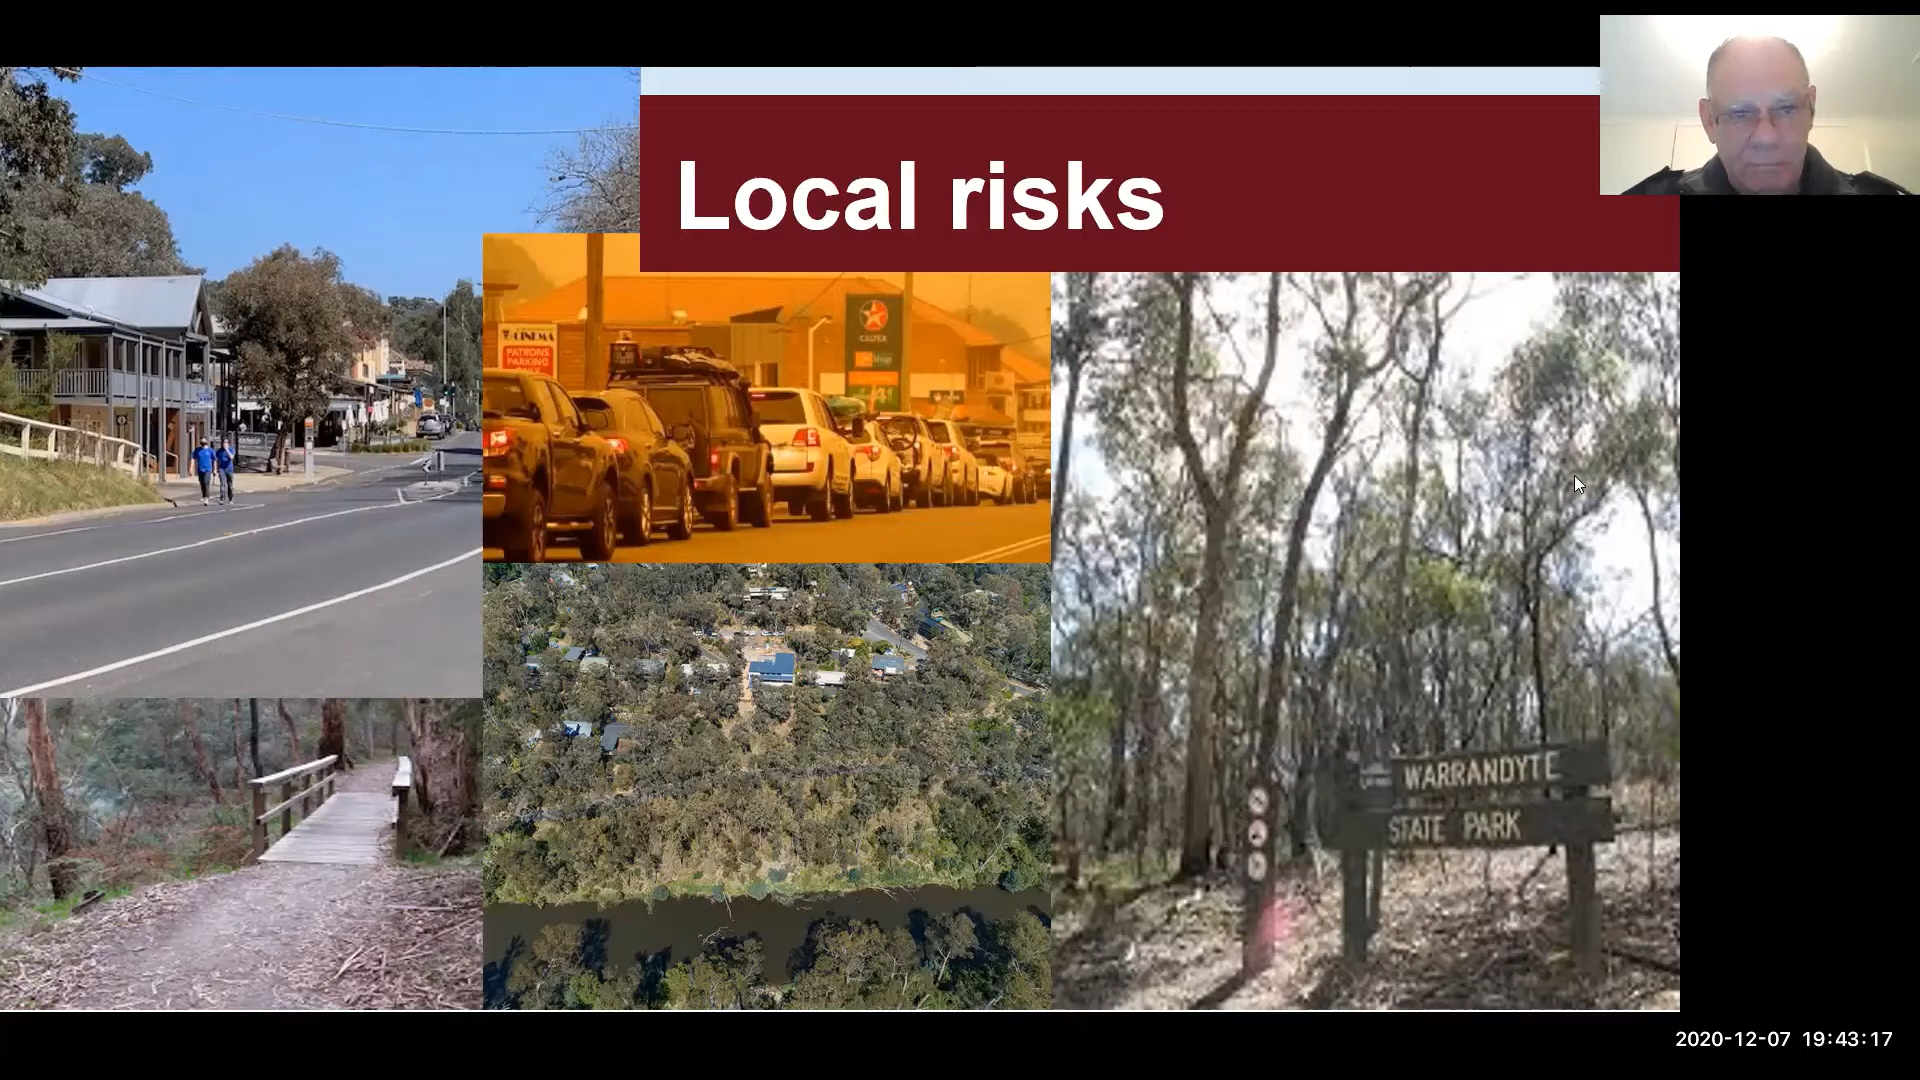 Local risks
CINEMA
PATRONS
PARKING
CALTEX
WARRANDYTE
STATE PARK
2020-12-07 19:43:17